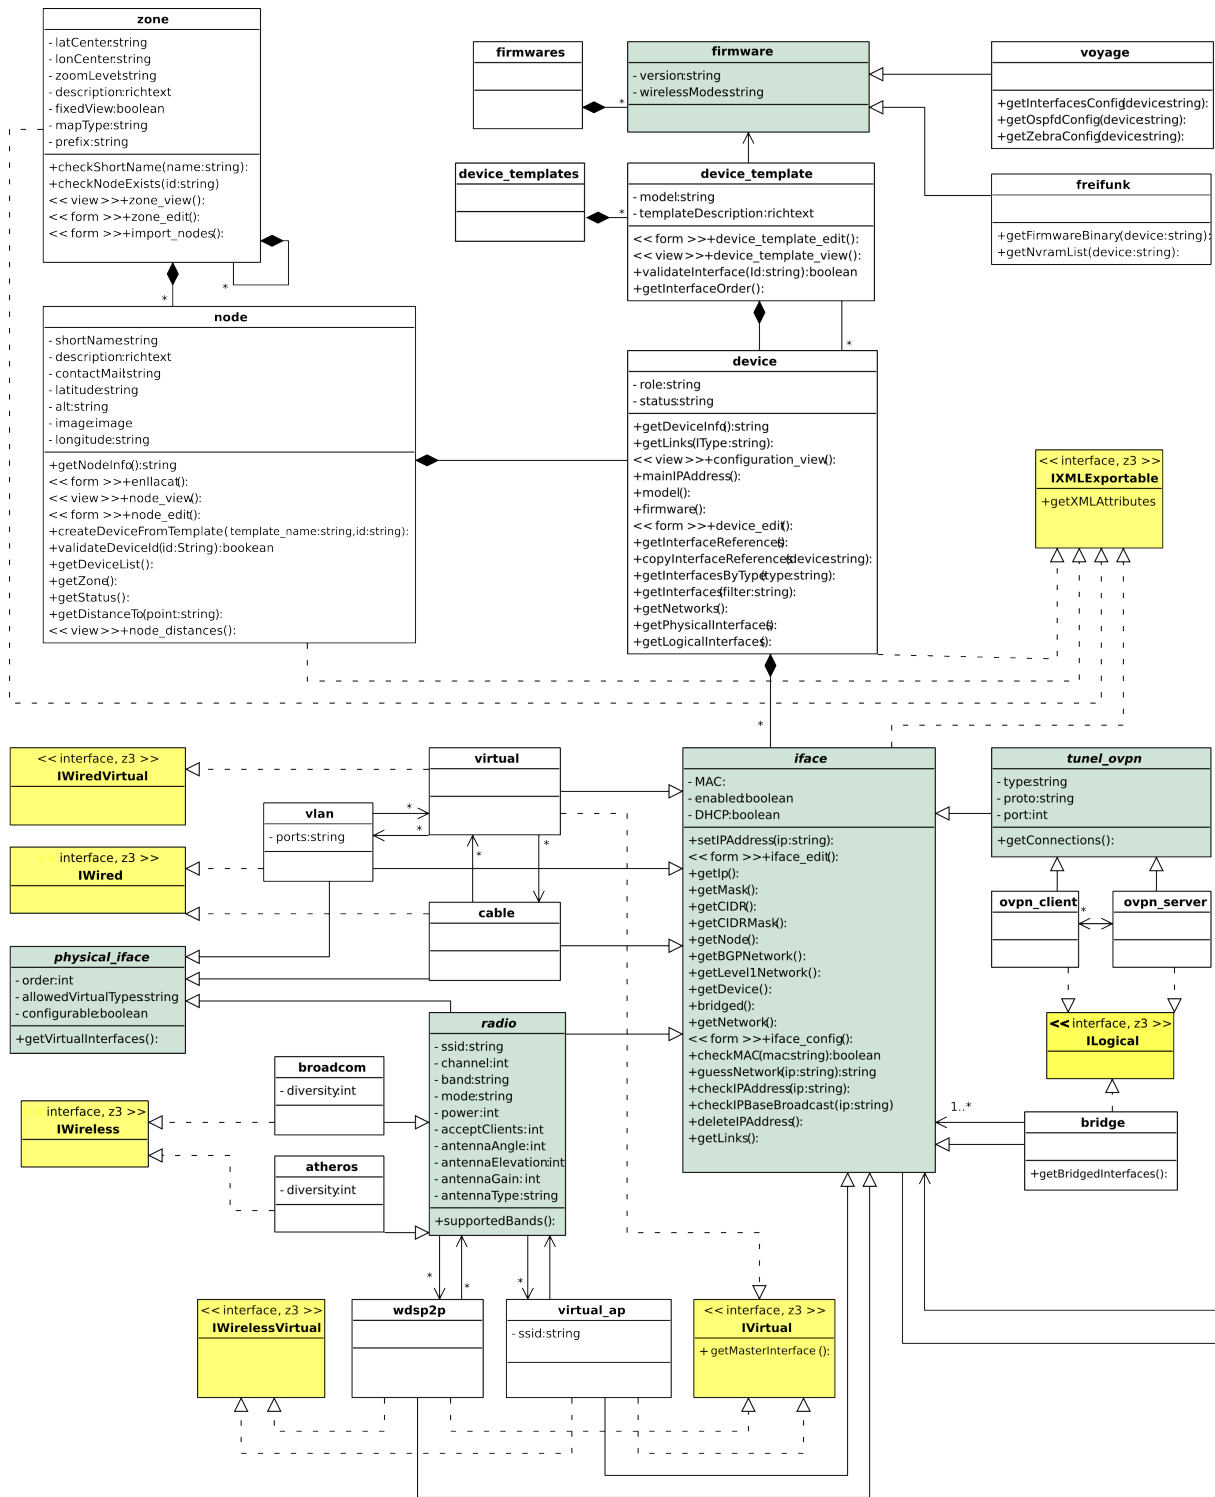 zone
- latCenter:string
- lonCenter:string
- zoomLevel:string
- description:richtext
- fixedView:boolean
- mapType:string
- prefix:string
+checkShortName(name:string):
+checkNodeExists(id:string)
<< view >>+zone_view():
<< form >>+zone_edit():
<< form >>+import_nodes():
*
*
firmwares
*
firmware
- version:string
- wirelessModes:string
voyage
+getInterfacesConfig(device:string):
+getOspfdConfig(device:string):
+getZebraConfig(device:string):
device_templates
*
device_template
- model:string
- templateDescription:richtext
<< form >>+device_template_edit():
<< view >>+device_template_view():
+validateInterface(Id:string):boolean
+getInterfaceOrder():
*
freifunk
+getFirmwareBinary(device:string):
+getNvramList(device:string):
node
- shortName:string
- description:richtext
- contactMail:string
- latitude:string
- alt:string
- image:image
- longitude:string
+getNodeInfo():string
<< form >>+enllacat():
<< view >>+node_view():
<< form >>+node_edit():
+createDeviceFromTemplate( template_name:string,id:string):
+validateDeviceId(id:String):bookean
+getDeviceList():
+getZone():
+getStatus():
+getDistanceTo(point:string):
<< view >>+node_distances():
device
- role:string
- status:string
+getDeviceInfo():string
+getLinks(lType:string):
<< view >>+configuration_view():
+mainIPAddress():
+model():
+firmware():
<< form >>+device_edit():
+getInterfaceReferences():
+copyInterfaceReferences(device:string):
+getInterfacesByType(type:string):
+getInterfaces(filter:string):
+getNetworks():
+getPhysicalInterfaces():
+getLogicalInterfaces():
*
<< interface, z3 >>
IXMLExportable
+getXMLAttributes
<< interface, z3 >>
IWiredVirtual
virtual
*
*
*
*
vlan
- ports:string
<< interface, z3 >>
IWired
cable
physical_iface
- order:int
- allowedVirtualTypes:string
- configurable:boolean
+getVirtualInterfaces():
iface
- MAC:
- enabled:boolean
- DHCP:boolean
+setIPAddress(ip:string):
<< form >>+iface_edit():
+getIp():
+getMask():
+getCIDR():
+getCIDRMask():
+getNode():
+getBGPNetwork():
+getLevel1Network():
+getDevice():
+bridged():
+getNetwork():
<< form >>+iface_config():
+checkMAC(mac:string):boolean
+guessNetwork(ip:string):string
+checkIPAddress(ip:string):
+checkIPBaseBroadcast(ip:string)
+deleteIPAddress():
+getLinks():
tunel_ovpn
- type:string
- proto:string
- port:int
+getConnections():
ovpn_client
*
ovpn_server
<< interface, z3 >>
ILogical
1..*
bridge
+getBridgedInterfaces():
radio
- ssid:string
- channel:int
- band:string
- mode:string
- power:int
- acceptClients:int
- antennaAngle:int
- antennaElevation:int
- antennaGain: int
- antennaType:string
+supportedBands():
broadcom
- diversity:int
interface, z3 >>
IWireless
atheros
- diversity:int
*
*
*
<< interface, z3 >>
IWirelessVirtual
wdsp2p
virtual_ap
- ssid:string
<< interface, z3 >>
IVirtual
+ getMasterInterface ():